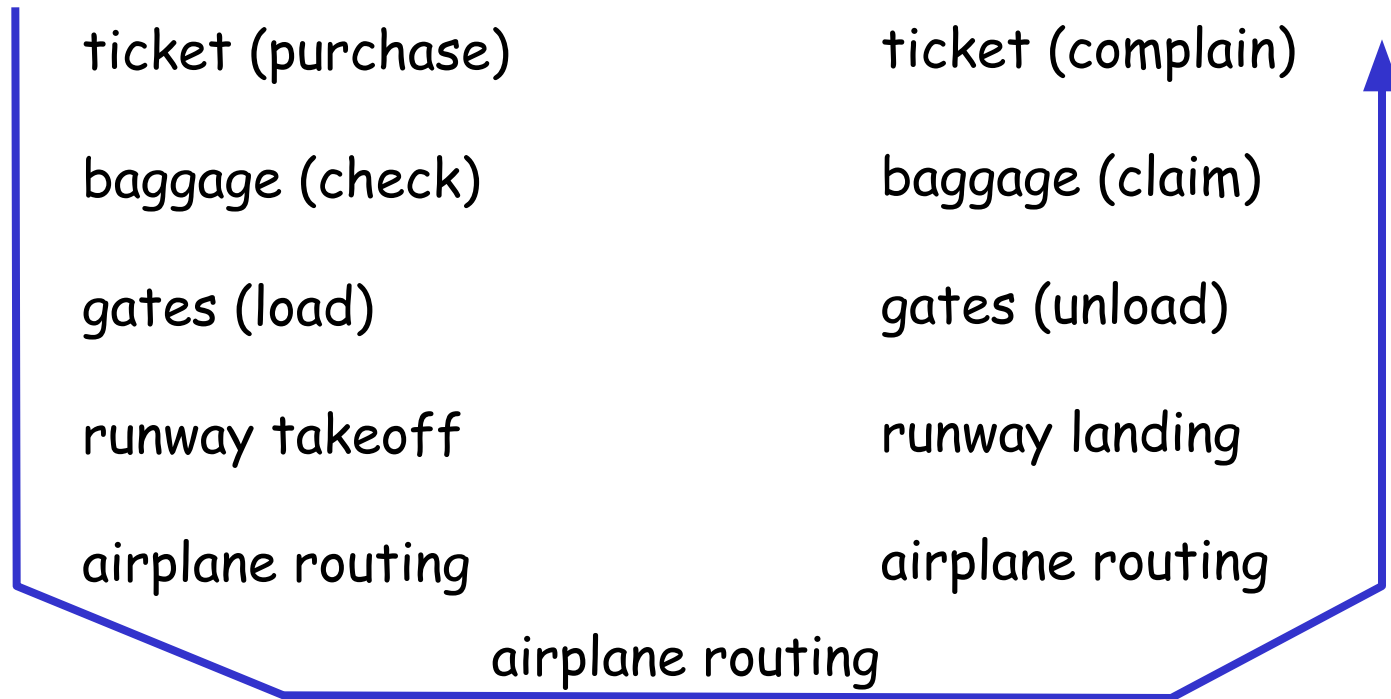 ticket (purchase)
baggage (check)
gates (load)
runway takeoff
airplane routing
airplane routing
ticket (complain)
baggage (claim)
gates (unload)
runway landing
airplane routing